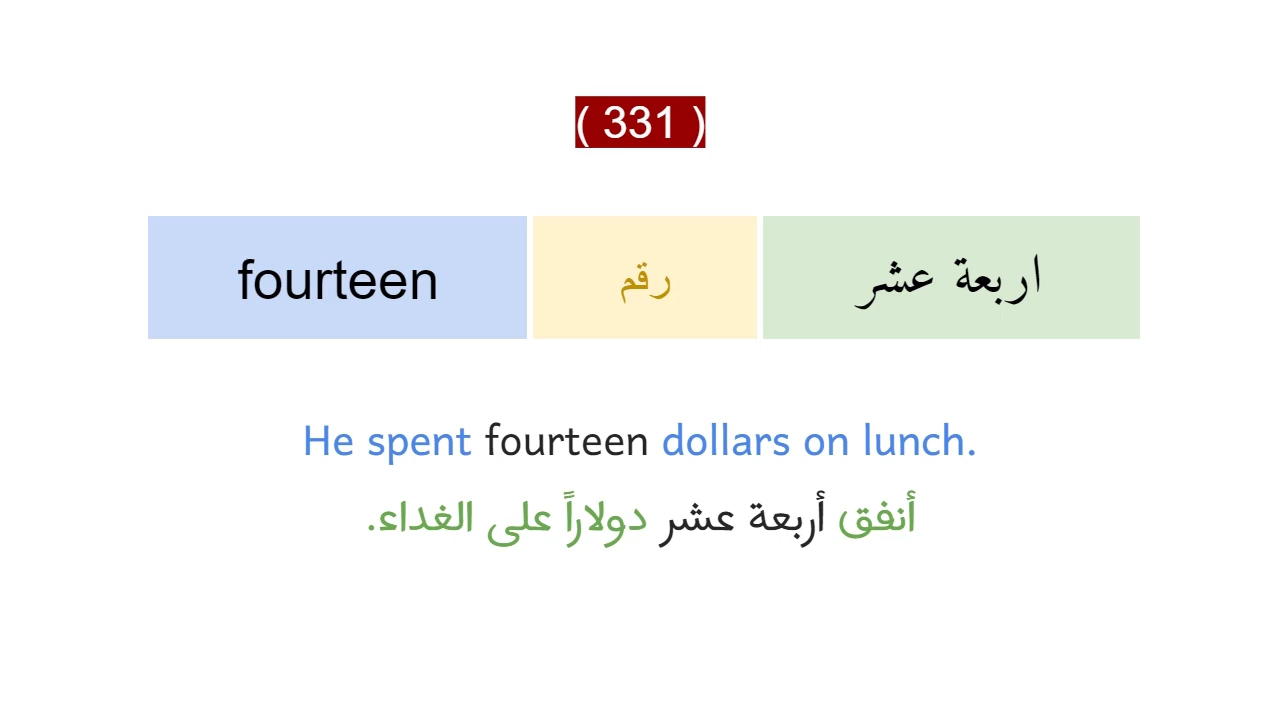 ( 331 )
fourteen رقم اربعة عشر
He spent fourteen dollars on lunch.
أنفق أربعة عشر دولاراً على الغداء.